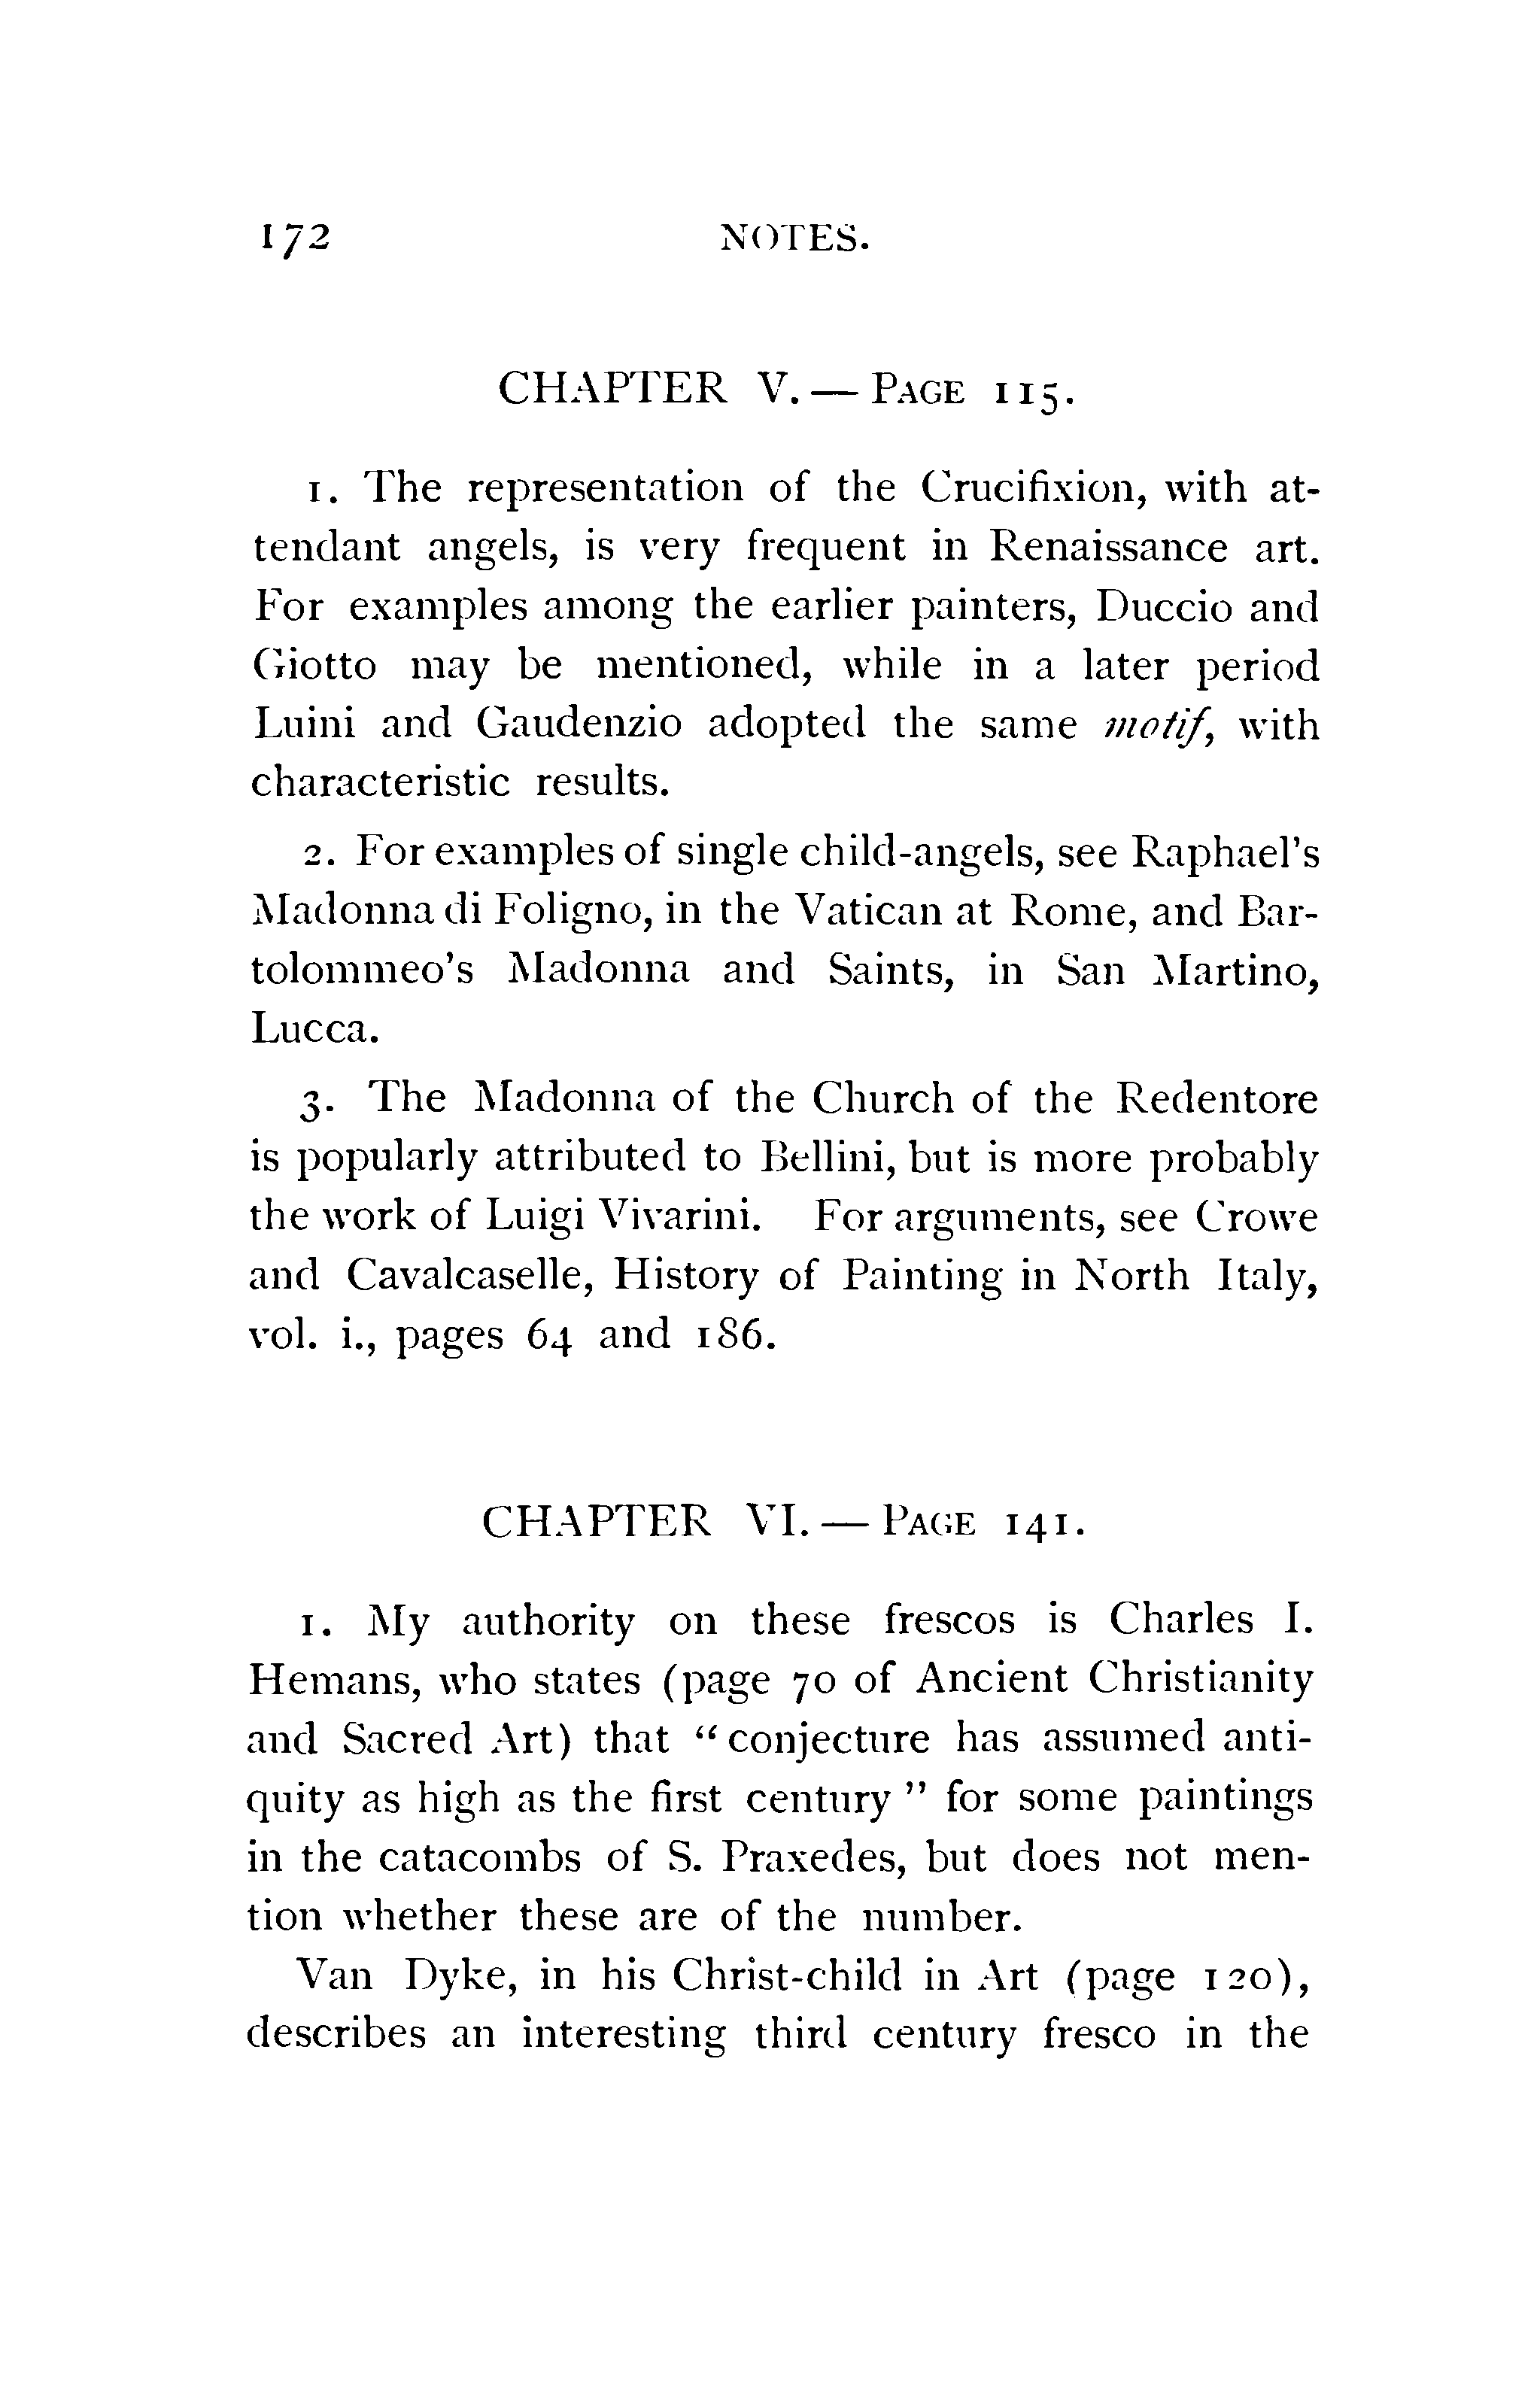 172 NOTES.
CHAPTER V. — PAGE 115.
1. The representation of the Crucifixion, with at-
tendant angels, is very frequent in Renaissance art.
For examples among the earlier painters, Duccio and
Giotto may be mentioned, while in a later period
Luini and Gaudenzio adopted the same motif, with
characteristic results.
2. For examples of single child-angels, see Raphael's
Madonna di Foligno, in the Vatican at Rome, and Bar-
tolommeo's Madonna and Saints, in San Martino,
Lucca.
3. The Madonna of the Church of the Redentore
is popularly attributed to Bellini, but is more probably
the work of Luigi Vivarini. For arguments, see Crowe
and Cavalcaselle, History of Painting in North Italy,
vol. i., pages 64 and 186.
CHAPTER VI. — PAGE 141.
1. My authority on these frescos is Charles I.
Hemans, who states (page 70 of Ancient Christianity
and Sacred Art) that “conjecture has assumed anti-
quity as high as the first century” for some paintings
in the catacombs of S. Praxedes, but does not men-
tion whether these are of the number.
Van Dyke, in his Christ-child in Art (page 120),
describes an interesting third century fresco in the